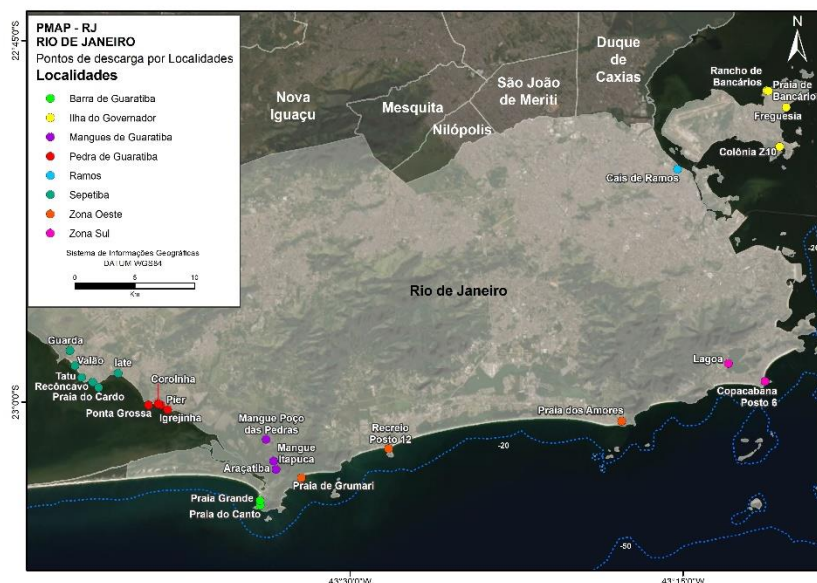 PMAP - RJ
RIO DE JANEIRO
Pontos de descarga por Localidades
Localidades
Barra de Guaratiba
Ilha do Governador
Mangues de Guaratiba
Pedra de Guaratiba
Ramos
Sepetiba
Zona Oeste
Zona Sul
Sistema de Informações Geográficas
DATUM WGS84
0 5 10
Km
22°45'0"S
23°0'0"S
43°30'0"W
43°15'0"W
N
Duque
de
Caxias
São João
de Meriti
Nova
Iguaçu
Mesquita
Nilópolis
Rancho de
Bancários
Praia de
Bancário
Freguesia
Colônia Z10
Cais de Ramos
Rio de Janeiro
Guarda
Valão
Tatu
Iate
Recôncavo
Praia do Cardo
Coroinha
Pier
Ponta Grossa
Igrejinha
Mangue Poço
das Pedras
Mangue
Itapuca
Araçatiba
Recreio
Posto 12
Praia dos Amores
Lagoa
Copacabana
Posto 6
Praia de Grumari
Praia Grande
Praia do Canto
-20
-20
-50